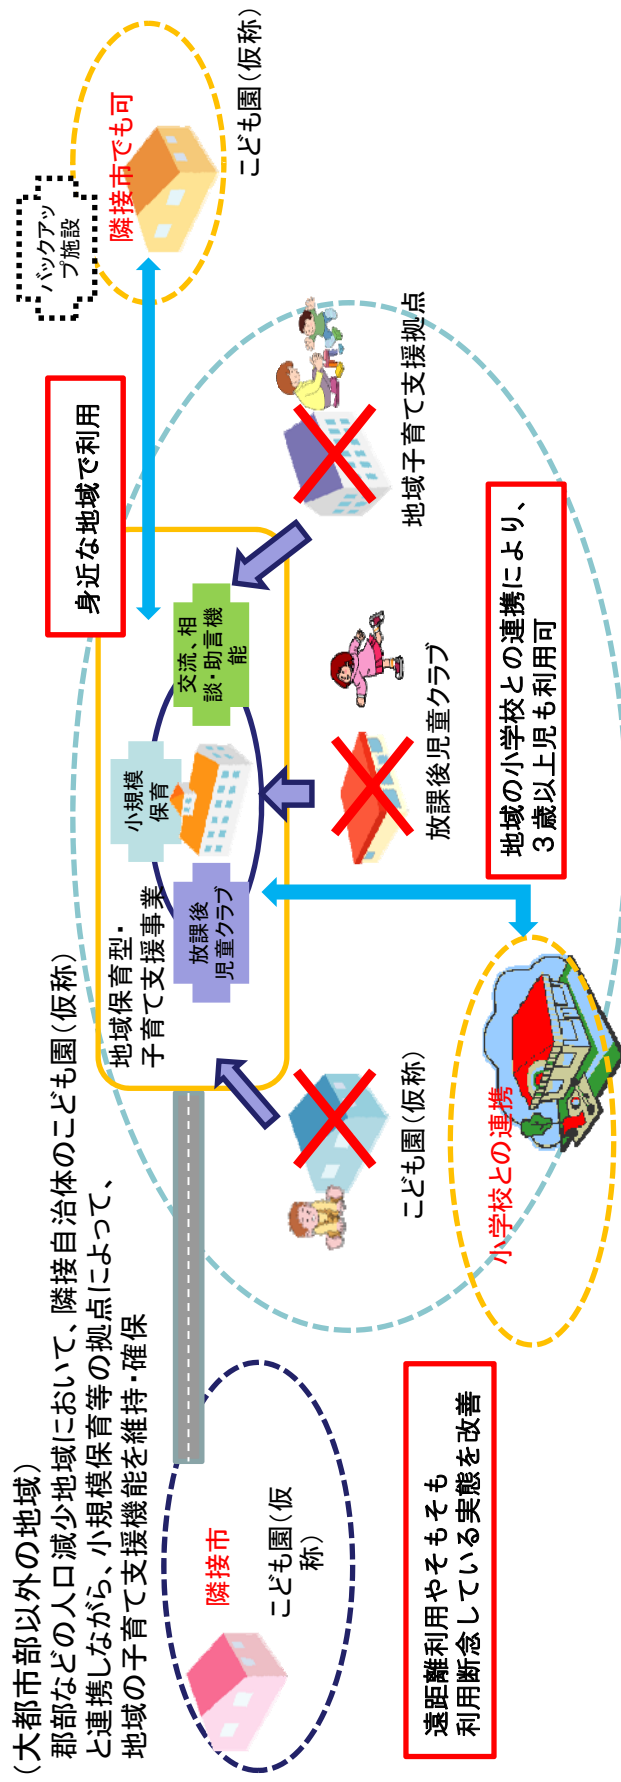 (大都市部以外の地域)
郡部などの人口減少地域において、隣接自治体のこども園(仮称)
と連携しながら、小規模保育等の拠点によって、
地域の子育て支援機能を維持・確保
隣接市
こども園(仮
称)
遠距離利用やそもそも
利用断念している実態を改善
地域保育型・
子育て支援事業
小規模
保育
放課後
児童クラブ
交流、相
談・助言機
能
身近な地域で利用
バックアッ
プ施設
隣接市でも可
こども園(仮称)
こども園(仮称)
放課後児童クラブ
地域子育て支援拠点
小学校との連携
地域の小学校との連携により、
3歳以上児も利用可